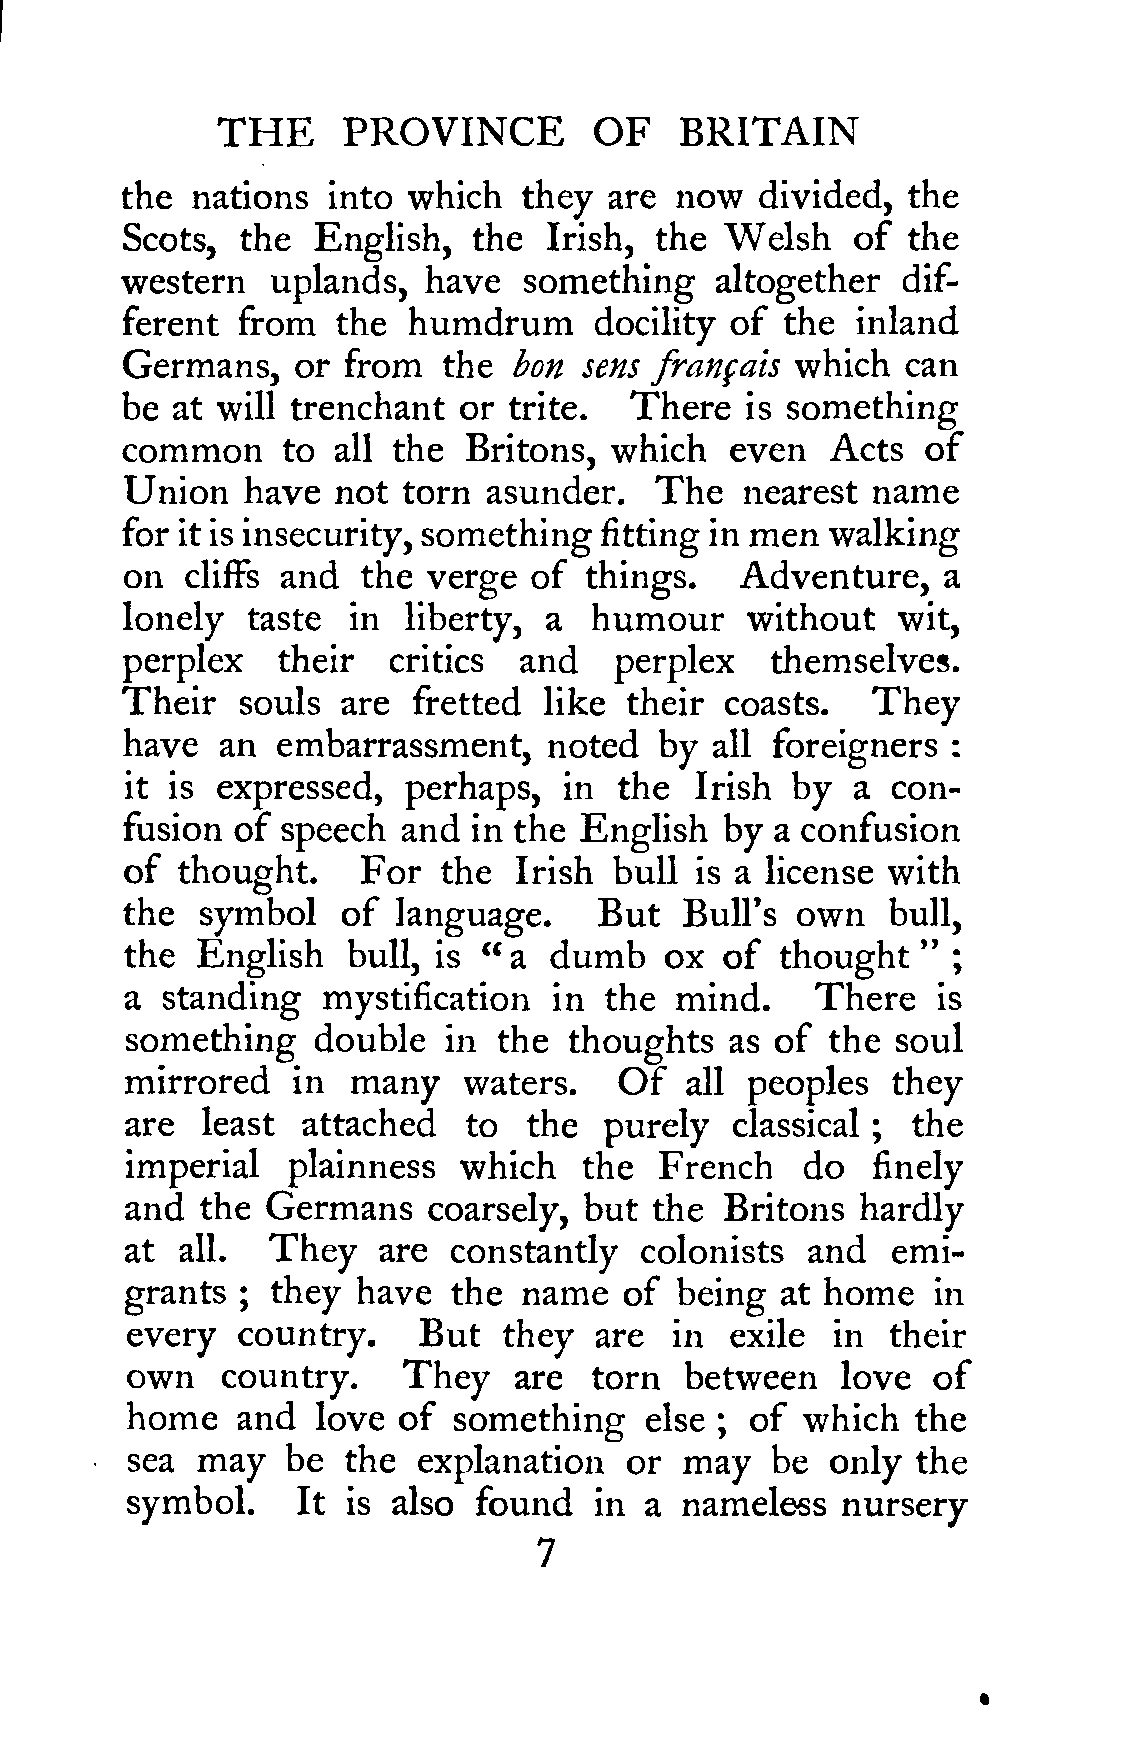 THE PROVINCE OF BRITAIN
the nations into which they are now divided, the
Scots, the English, the Irish, the Welsh of the
western uplands, have something altogether dif-
ferent from the humdrum docility of the inland
Germans, or from the bon sens français which can
be at will trenchant or trite. There is something
common to all the Britons, which even Acts of
Union have not torn asunder. The nearest name
for it is insecurity, something fitting in men walking
on cliffs and the verge of things. Adventure, a
lonely taste in liberty, a humour without wit,
perplex their critics and perplex themselves.
Their souls are fretted like their coasts. They
have an embarrassment, noted by all foreigners :
it is expressed, perhaps, in the Irish by a con-
fusion of speech and in the English by a confusion
of thought. For the Irish bull is a license with
the symbol of language. But Bull's own bull,
the English bull, is “ a dumb ox of thought ” ;
a standing mystification in the mind. There is
something double in the thoughts as of the soul
mirrored in many waters. Of all peoples they
are least attached to the purely classical ; the
imperial plainness which the French do finely
and the Germans coarsely, but the Britons hardly
at all. They are constantly colonists and emi-
grants ; they have the name of being at home in
every country. But they are in exile in their
own country. They are torn between love of
home and love of something else ; of which the
sea may be the explanation or may be only the
symbol. It is also found in a nameless nursery
7